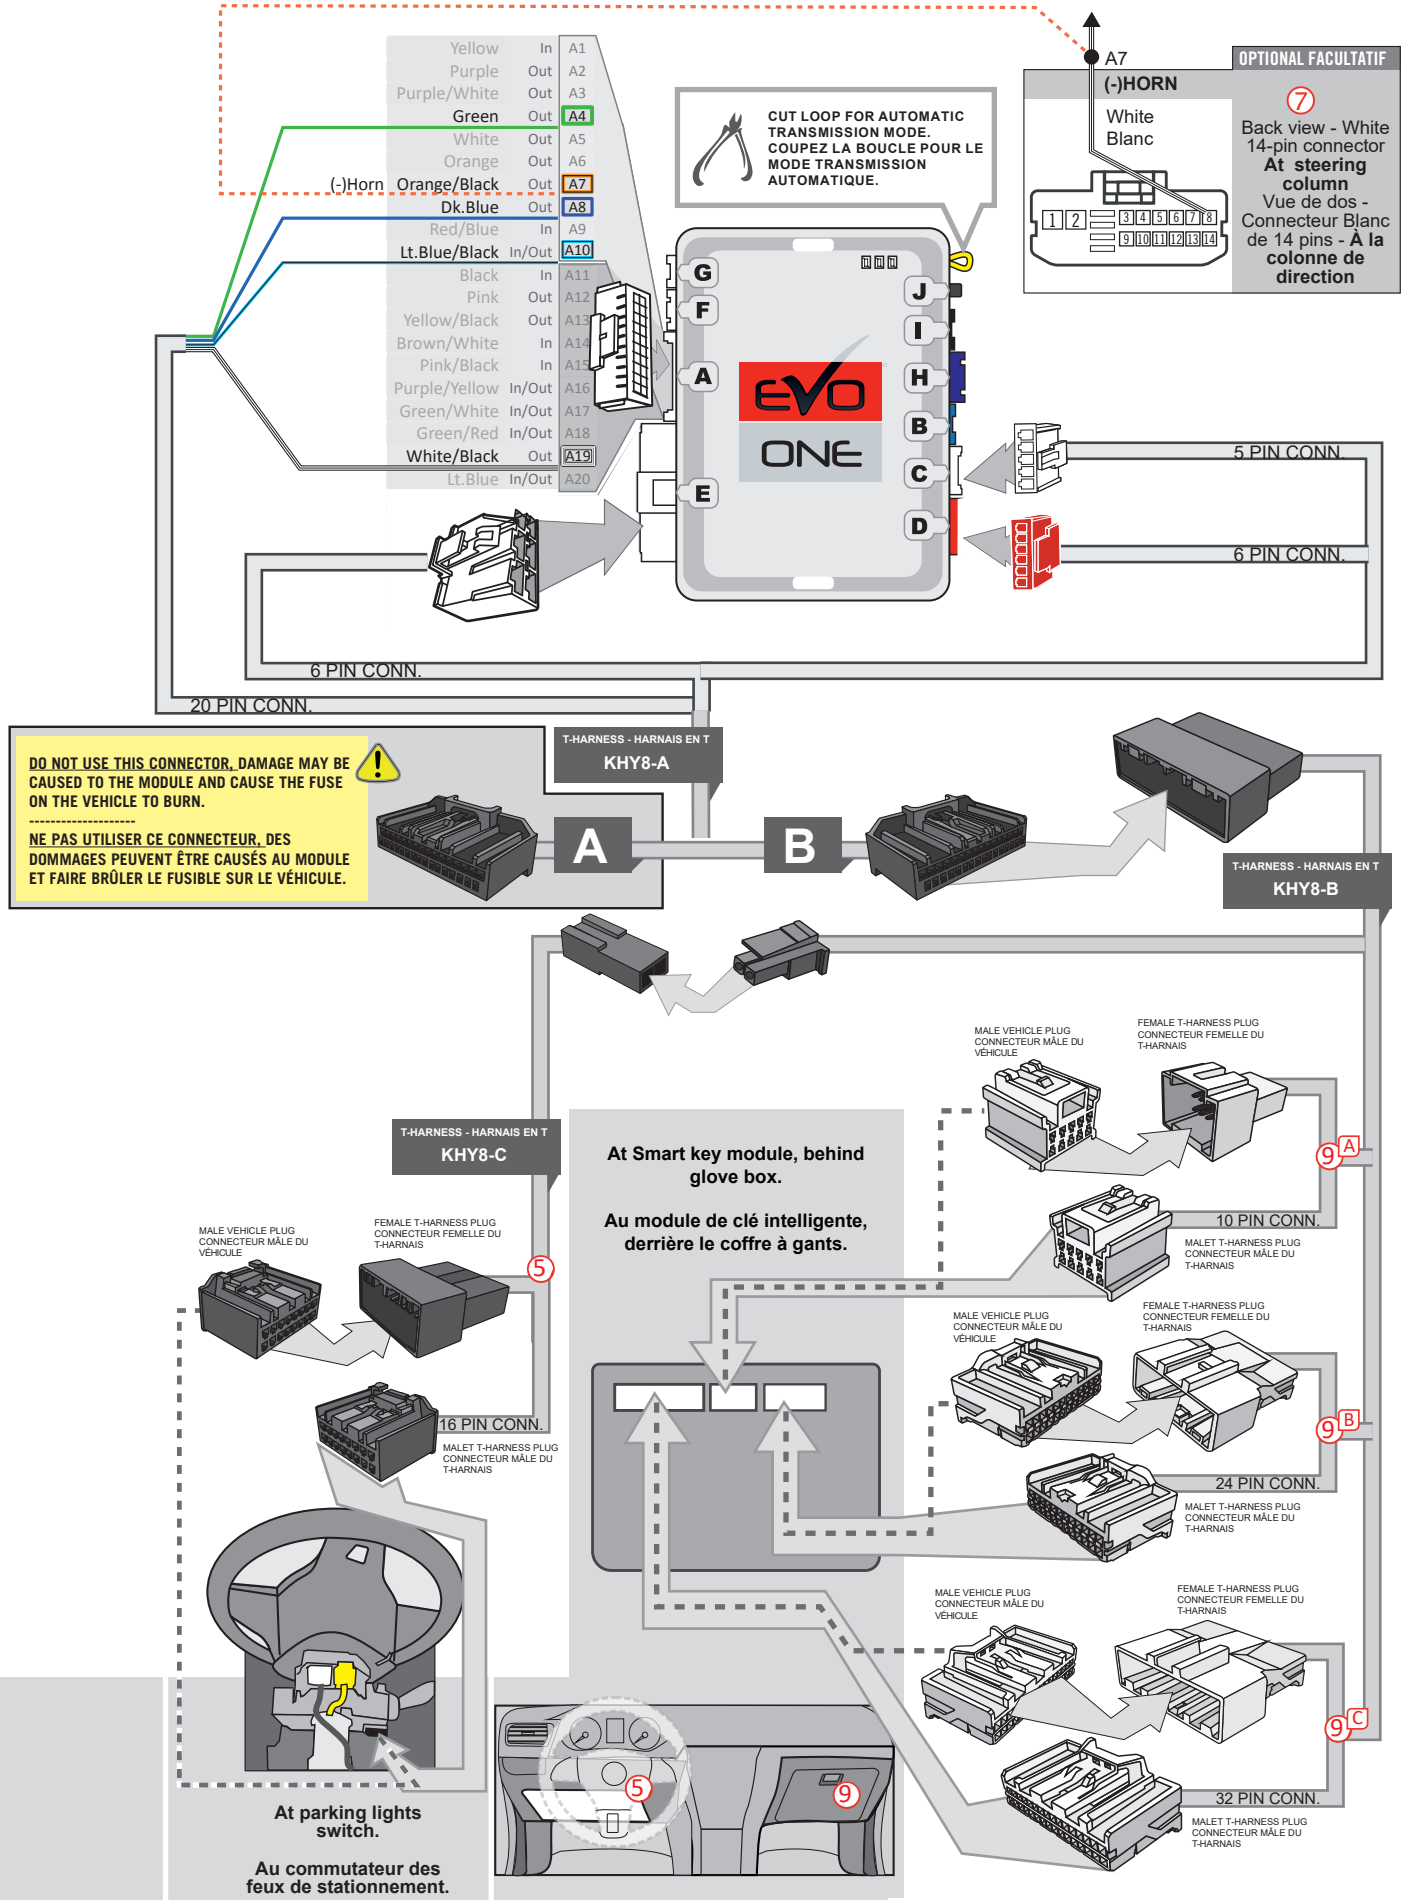 Yellow In A1
Purple Out A2
Purple/White Out A3
Green Out A4
White Out A5
Orange Out A6
(-)Horn Orange/Black Out A7
Dk.Blue Out A8
Red/Blue In A9
Lt.Blue/Black In/Out A10
Black In A11
Pink Out A12
Yellow/Black Out A13
Brown/White In A14
Pink/Black In A15
Purple/Yellow In/Out A16
Green/White In/Out A17
Green/Red In/Out A18
White/Black Out A19
Lt.Blue In/Out A20
CUT LOOP FOR AUTOMATIC
TRANSMISSION MODE.
COUPEZ LA BOUCLE POUR LE
MODE TRANSMISSION
AUTOMATIQUE.
A7
(-)HORN
White
Blanc
1 2 3 4 5 6 7 8
9 10 11 12 13 14
OPTIONAL FACULTATIF
7
Back view - White
14-pin connector
At steering
column
Vue de dos -
Connecteur Blanc
de 14 pins - À la
colonne de
direction
G
F
A
E
J
I
H
B
C
D
EVO
ONE
5 PIN CONN.
6 PIN CONN.
6 PIN CONN.
20 PIN CONN.
DO NOT USE THIS CONNECTOR, DAMAGE MAY BE
CAUSED TO THE MODULE AND CAUSE THE FUSE
ON THE VEHICLE TO BURN.
--------------------
NE PAS UTILISER CE CONNECTEUR, DES
DOMMAGES PEUVENT ÊTRE CAUSÉS AU MODULE
ET FAIRE BRÛLER LE FUSIBLE SUR LE VÉHICULE.
T-HARNESS - HARNAIS EN T
KHY8-A
A
B
T-HARNESS - HARNAIS EN T
KHY8-B
T-HARNESS - HARNAIS EN T
KHY8-C
MALE VEHICLE PLUG
CONNECTEUR MÂLE DU
VÉHICULE
FEMALE T-HARNESS PLUG
CONNECTEUR FEMELLE DU
T-HARNAIS
9 A
10 PIN CONN.
MALET T-HARNESS PLUG
CONNECTEUR MÂLE DU
T-HARNAIS
At Smart key module, behind
glove box.
Au module de clé intelligente,
derrière le coffre à gants.
MALE VEHICLE PLUG
CONNECTEUR MÂLE DU
VÉHICULE
FEMALE T-HARNESS PLUG
CONNECTEUR FEMELLE DU
T-HARNAIS
5
16 PIN CONN.
MALET T-HARNESS PLUG
CONNECTEUR MÂLE DU
T-HARNAIS
MALE VEHICLE PLUG
CONNECTEUR MÂLE DU
VÉHICULE
FEMALE T-HARNESS PLUG
CONNECTEUR FEMELLE DU
T-HARNAIS
9 B
24 PIN CONN.
MALET T-HARNESS PLUG
CONNECTEUR MÂLE DU
T-HARNAIS
MALE VEHICLE PLUG
CONNECTEUR MÂLE DU
VÉHICULE
FEMALE T-HARNESS PLUG
CONNECTEUR FEMELLE DU
T-HARNAIS
9 C
32 PIN CONN.
MALET T-HARNESS PLUG
CONNECTEUR MÂLE DU
T-HARNAIS
5
9
At parking lights
switch.
Au commutateur des
feux de stationnement.